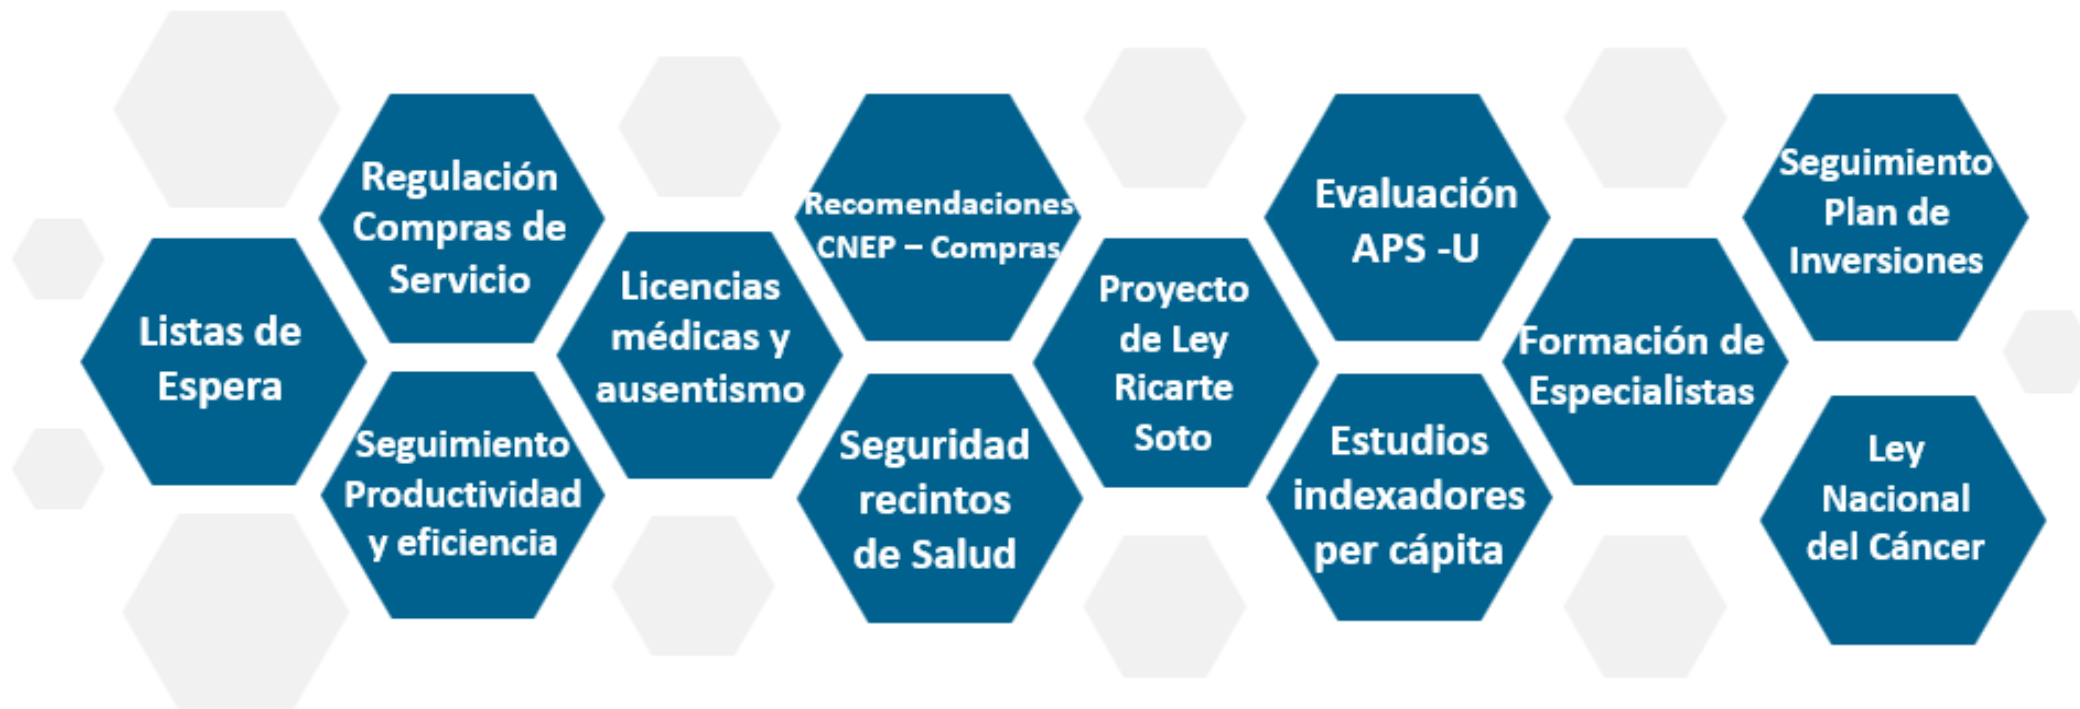 Listas de
Espera
Regulación
Compras de
Servicio
Seguimiento
Productividad
y eficiencia
Licencias
médicas y
ausentismo
Recomendaciones
CNEP – Compras
Seguridad
recintos
de Salud
Proyecto
de Ley
Ricarte
Soto
Evaluación
APS -U
Estudios
indexadores
per cápita
Formación de
Especialistas
Seguimiento
Plan de
Inversiones
Ley
Nacional
del Cáncer